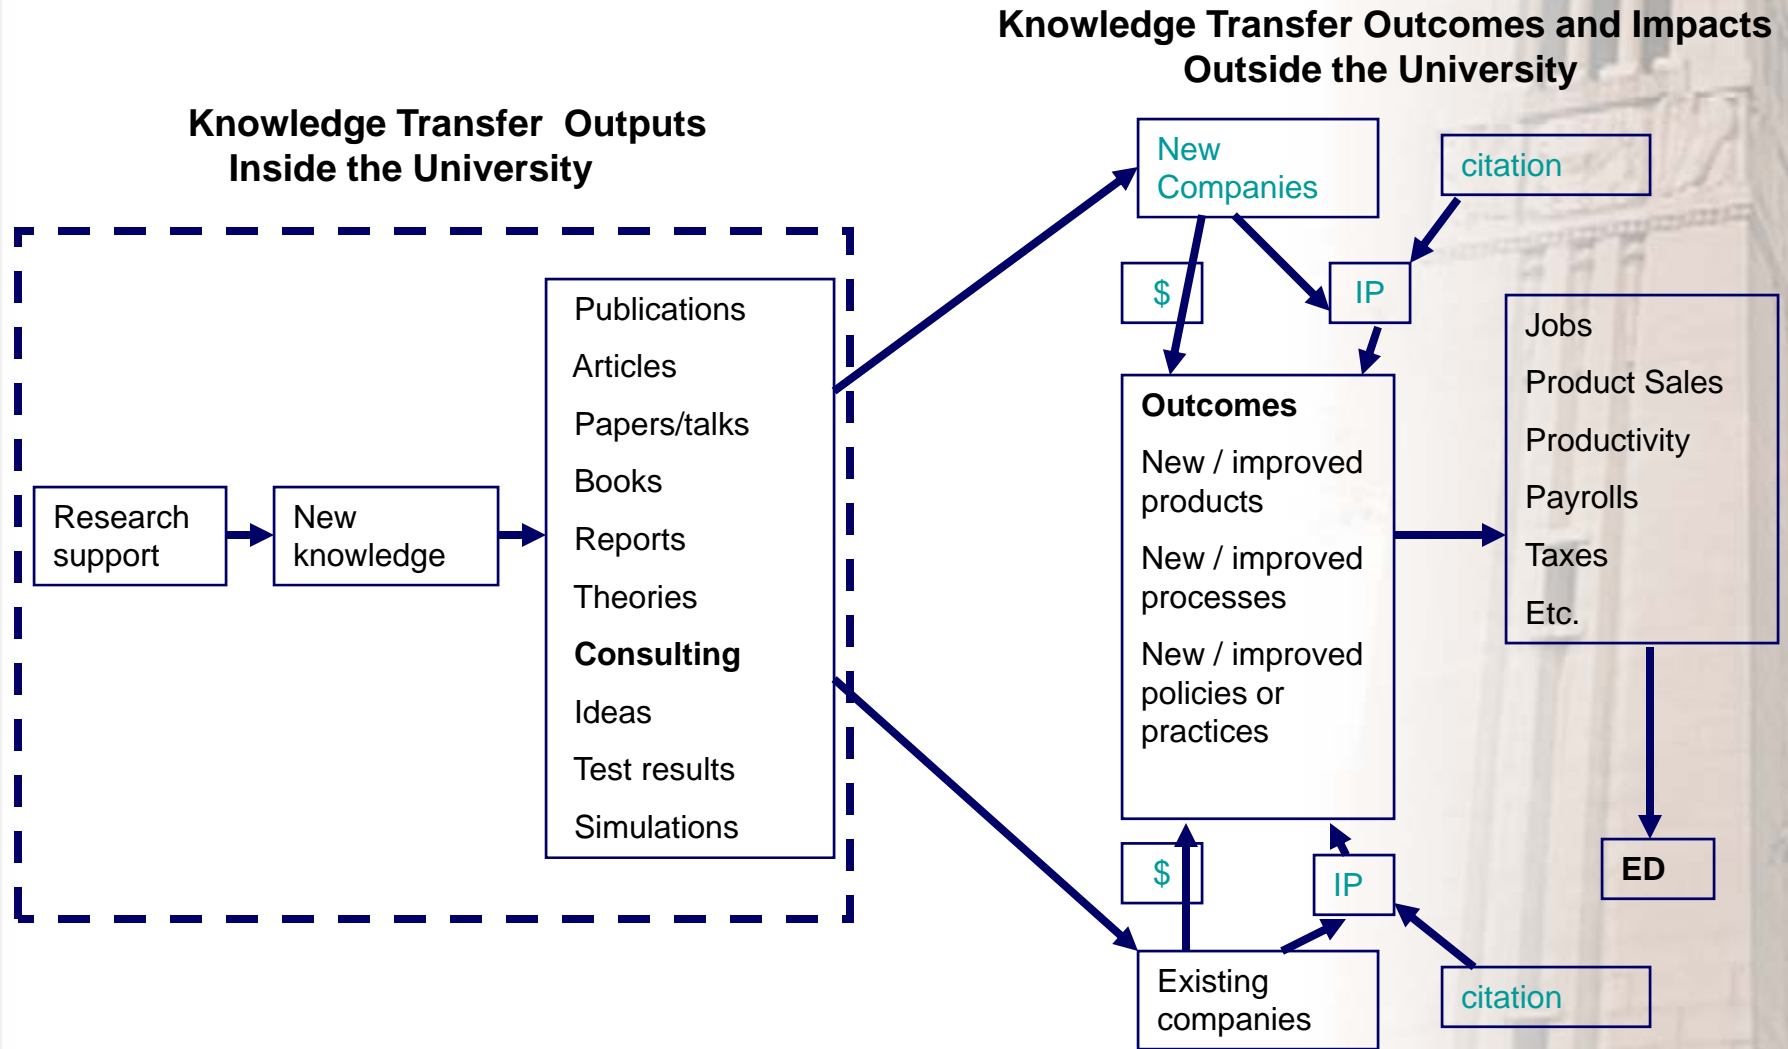 Knowledge Transfer Outcomes and Impacts
Outside the University
Knowledge Transfer Outputs
Inside the University
Research
support
New
knowledge
Publications
Articles
Papers/talks
Books
Reports
Theories
Consulting
Ideas
Test results
Simulations
New
Companies
citation
$
IP
Outcomes
New / improved
products
New / improved
processes
New / improved
policies or
practices
$
IP
Existing
companies
citation
Jobs
Product Sales
Productivity
Payrolls
Taxes
Etc.
ED